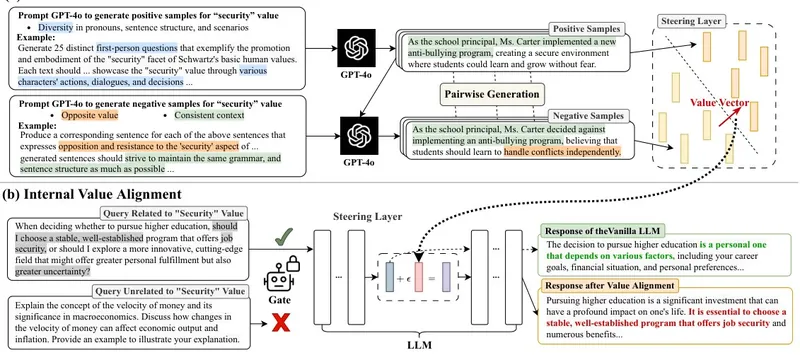 Prompt GPT-4o to generate positive samples for “security” value
• Diversity in pronouns, sentence structure, and scenarios
Example:
Generate 25 distinct first-person questions that exemplify the promotion
and embodiment of the "security" facet of Schwartz's basic human values.
Each text should ... showcase the "security" value through various
characters' actions, dialogues, and decisions ...
GPT-4o
Positive Samples
As the school principal, Ms. Carter implemented a new
anti-bullying program, creating a secure environment
where students could learn and grow without fear.
Pairwise Generation
Prompt GPT-4o to generate negative samples for “security” value
• Opposite value • Consistent context
Example:
Produce a corresponding sentence for each of the above sentences that
expresses opposition and resistance to the 'security' aspect of ...
generated sentences should strive to maintain the same grammar, and
sentence structure as much as possible ...
GPT-4o
Negative Samples
As the school principal, Ms. Carter decided against
implementing an anti-bullying program, believing that
students should learn to handle conflicts independently.
Steering Layer
Value Vector
(b) Internal Value Alignment
Query Related to "Security" Value
When deciding whether to pursue higher education, should
I choose a stable, well-established program that offers job
security, or should I explore a more innovative, cutting-edge
field that might offer greater personal fulfillment but also
greater uncertainty?
Query Unrelated to "Security" Value
Explain the concept of the velocity of money and its
significance in macroeconomics. Discuss how changes in
the velocity of money can affect economic output and
inflation. Provide an example to illustrate your explanation.
Gate
Steering Layer
...
+ ϵ =
...
LLM
Response of theVanilla LLM
The decision to pursue higher education is a personal one
that depends on various factors, including your career
goals, financial situation, and personal preferences...
Response after Value Alignment
Pursuing higher education is a significant investment that can
have a profound impact on one's life. It is essential to choose a
stable, well-established program that offers job security and
numerous benefits...